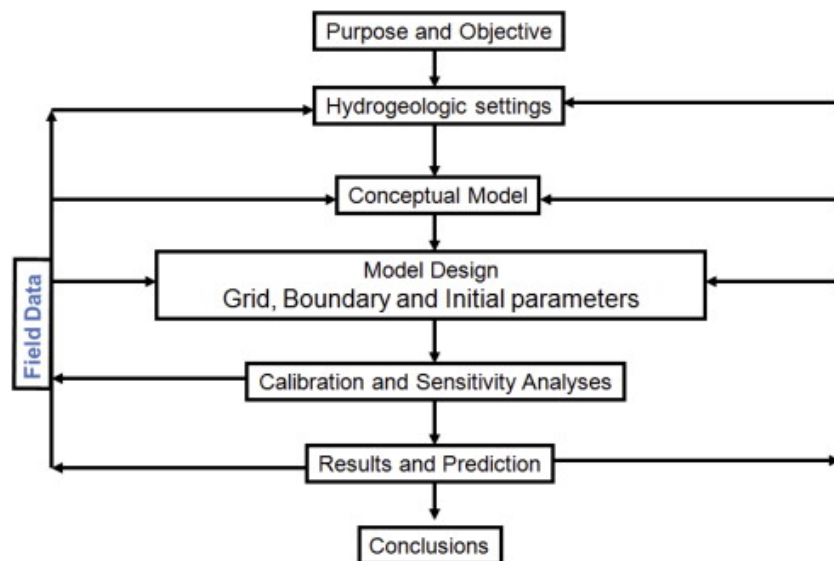 Purpose and Objective
Hydrogeologic settings
Conceptual Model
Model Design
Grid, Boundary and Initial parameters
Field Data
Calibration and Sensitivity Analyses
Results and Prediction
Conclusions